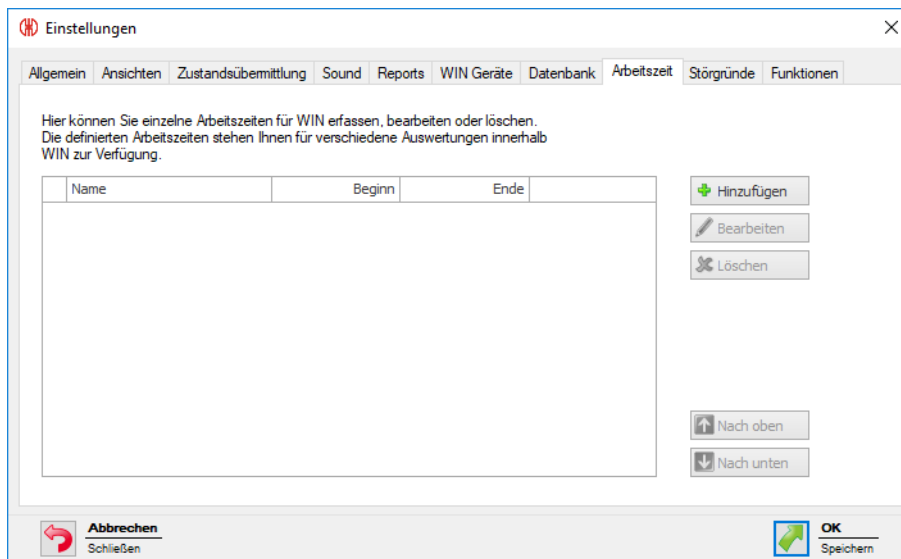 Einstellungen
Allgemein Ansichten Zustandsübermittlung Sound Reports WIN Geräte Datenbank Arbeitszeit Störgründe Funktionen
Hier können Sie einzelne Arbeitszeiten für WIN erfassen, bearbeiten oder löschen.
Die definierten Arbeitszeiten stehen Ihnen für verschiedene Auswertungen innerhalb
WIN zur Verfügung.
Name Beginn Ende
Hinzufügen
Bearbeiten
Löschen
Nach oben
Nach unten
Abbrechen
Schließen
OK
Speichern